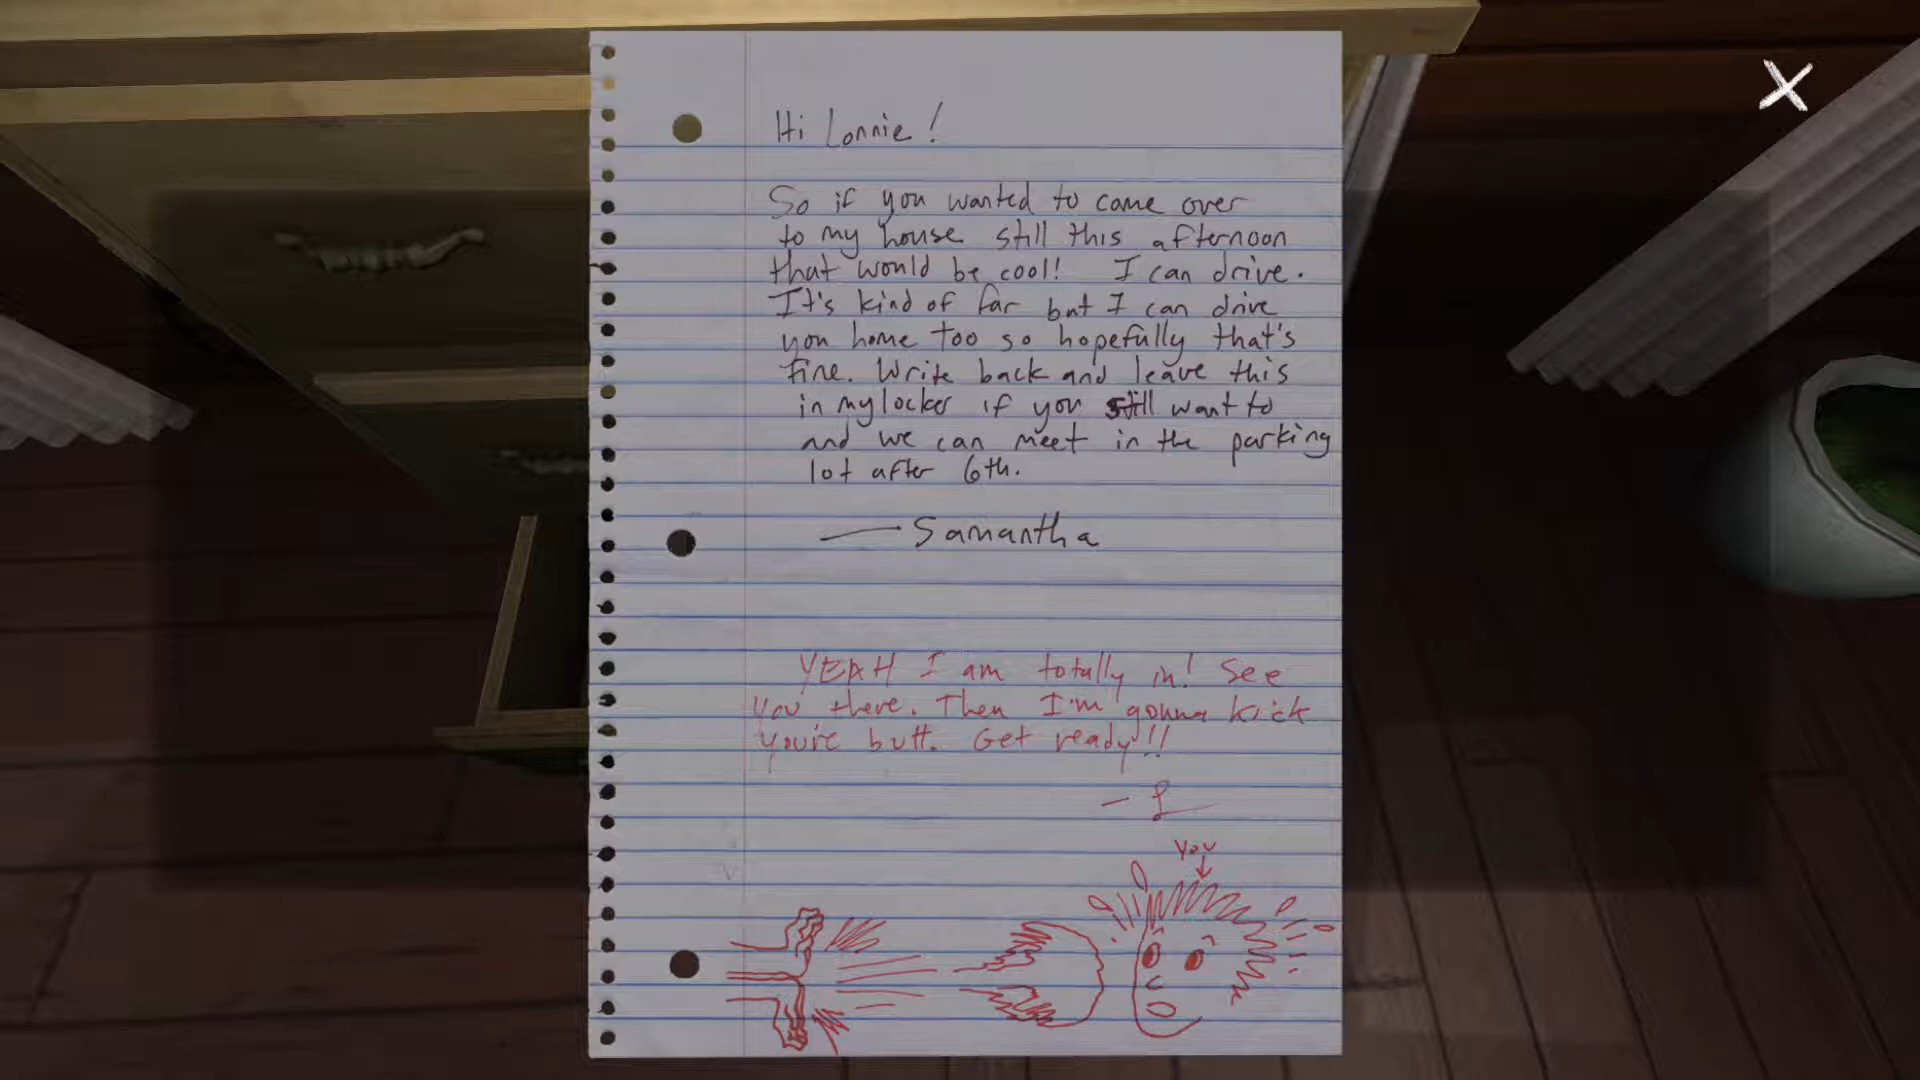 Hi Lonnie!
So if you wanted to come over
to my house still this afternoon
that would be cool! I can drive.
It's kind of far but I can drive
you home too so hopefully that's
fine. Write back and leave this
in my locker if you still want to
and we can meet in the parking
lot after 6th.
— Samantha
YEAH I am totally in! See
you there. Then I'm gonna kick
you're butt. Get ready!!
- L
you